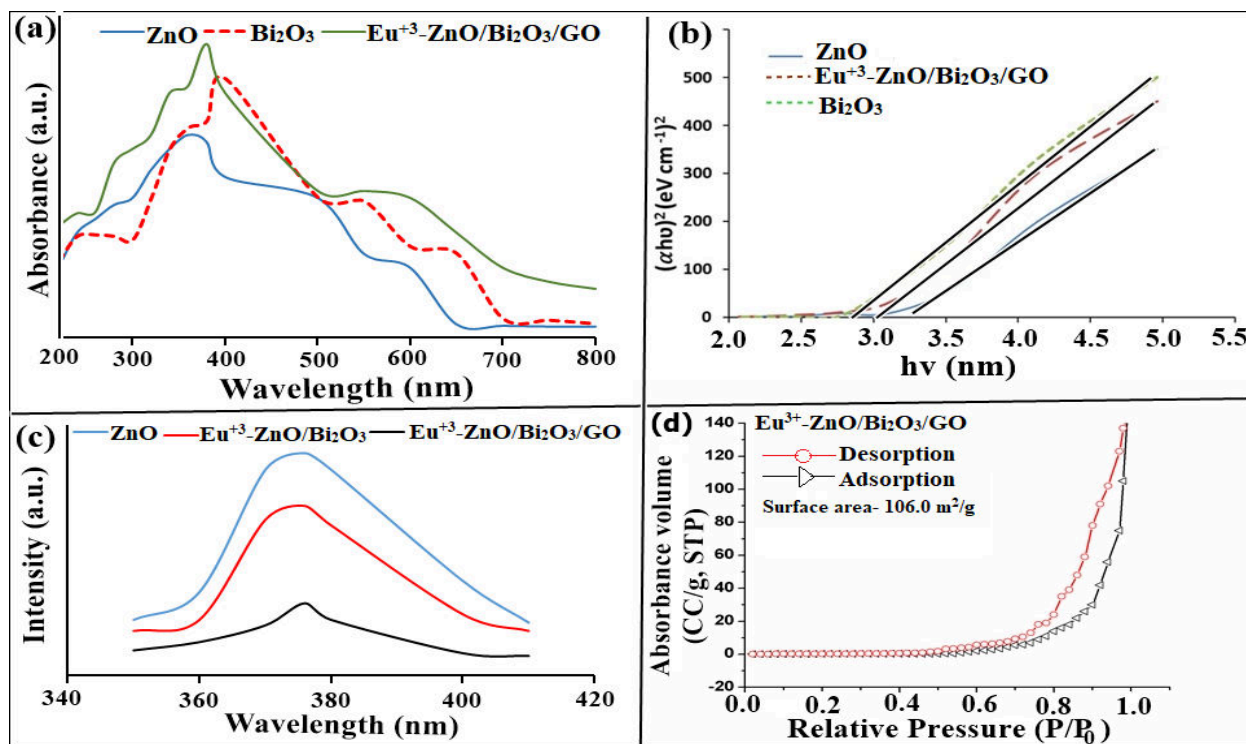 (a)
ZnO Bi₂O₃ Eu⁺³-ZnO/Bi₂O₃/GO
Absorbance (a.u.)
200 300 400 500 600 700 800
Wavelength (nm)
(b)
ZnO
Eu⁺³-ZnO/Bi₂O₃/GO
Bi₂O₃
(αhυ)² (eV cm⁻¹)²
500
400
300
200
100
0
2.0 2.5 3.0 3.5 4.0 4.5 5.0 5.5
hv (nm)
(c)
ZnO Eu⁺³-ZnO/Bi₂O₃ Eu⁺³-ZnO/Bi₂O₃/GO
Intensity (a.u.)
340 360 380 400 420
Wavelength (nm)
(d)
Eu³⁺-ZnO/Bi₂O₃/GO
Desorption
Adsorption
Surface area- 106.0 m²/g
Absorbance volume
(CC/g, STP)
140
120
100
80
60
40
20
0
-20
0.0 0.2 0.4 0.6 0.8 1.0
Relative Pressure (P/P₀)